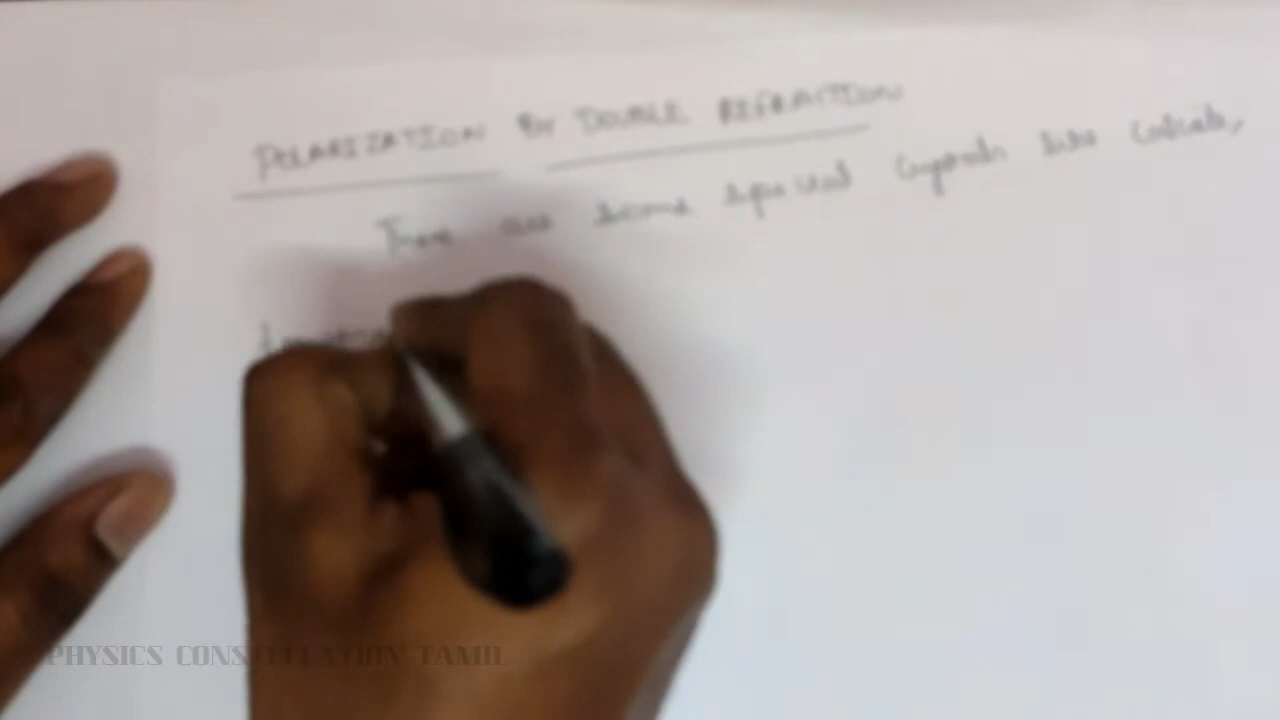 POLARIZATION BY DOUBLE REFRACTION
There are some special crystals like calcite,
PHYSICS CONSTELLATION TAMIL